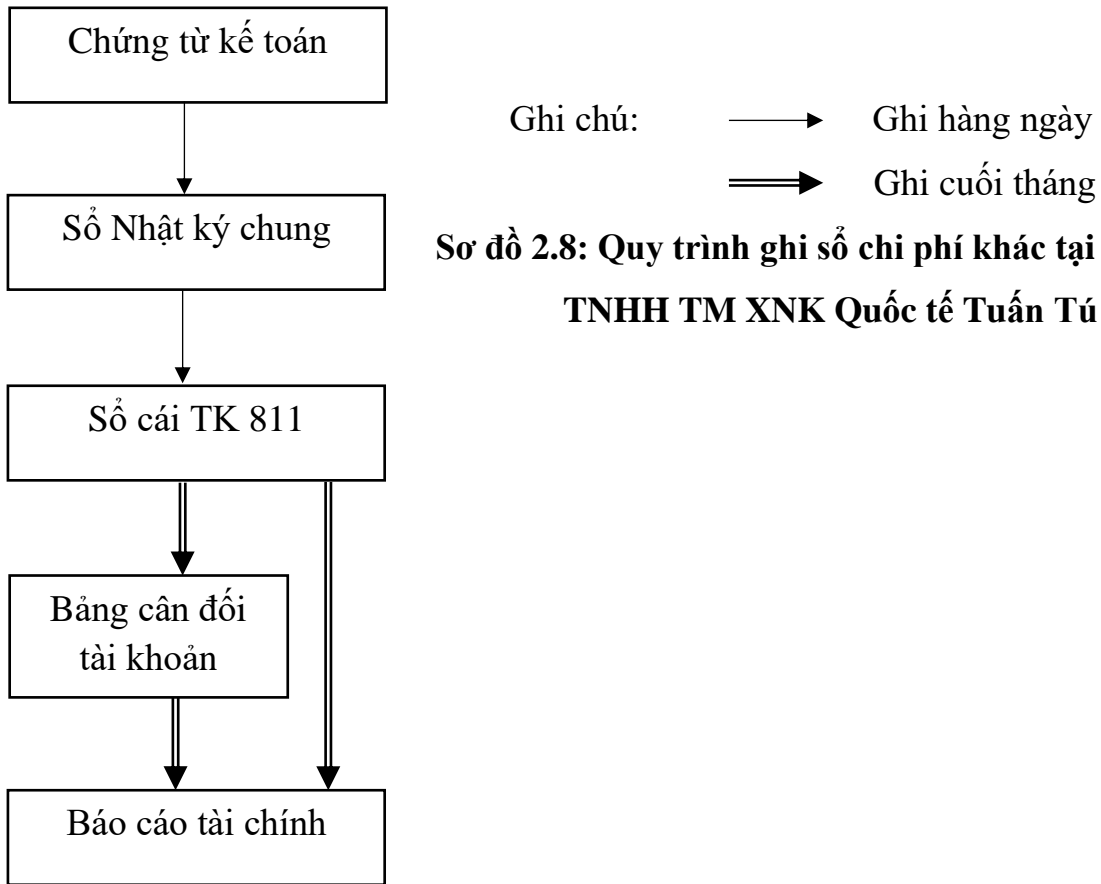 Chứng từ kế toán
Ghi chú: Ghi hàng ngày
Ghi cuối tháng
Sổ Nhật ký chung
Sơ đồ 2.8: Quy trình ghi sổ chi phí khác tại
TNHH TM XNK Quốc tế Tuấn Tú
Sổ cái TK 811
Bảng cân đối
tài khoản
Báo cáo tài chính